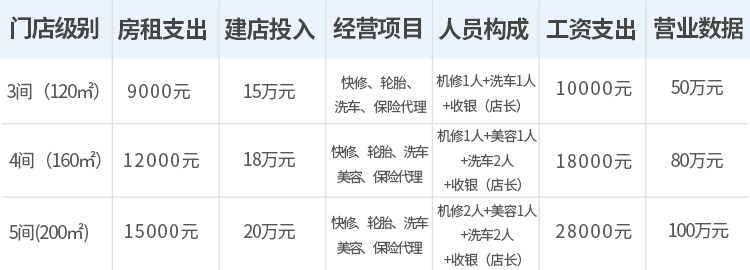 门店级别 房租支出 建店投入 经营项目 人员构成 工资支出 营业数据
3间（120㎡） 9000元 15万元 快修、轮胎、 洗车、保险代理 机修1人+洗车1人 +收银（店长） 10000元 50万元
4间（160㎡） 12000元 18万元 快修、轮胎、洗车 美容、保险代理 机修1人+美容1人 +洗车2人 +收银（店长） 18000元 80万元
5间(200㎡) 15000元 20万元 快修、轮胎、洗车 美容、保险代理 机修2人+美容1人 +洗车2人 +收银（店长） 28000元 100万元